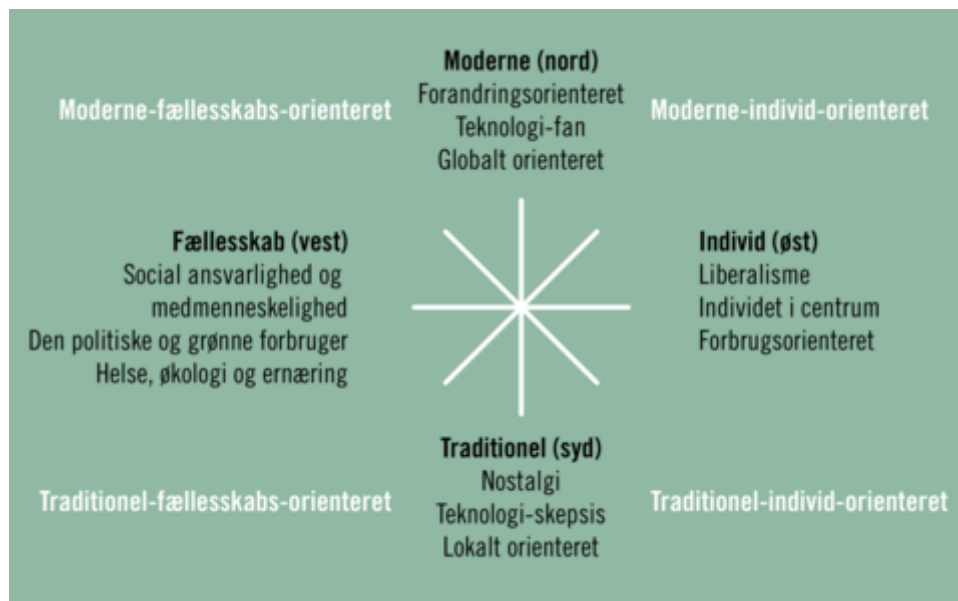 Moderne (nord)
Forandringsorienteret
Teknologi-fan
Globalt orienteret
Moderne-fællesskabs-orienteret
Moderne-individ-orienteret
Fællesskab (vest)
Social ansvarlighed og
medmenneskelighed
Den politiske og grønne forbruger
Helse, økologi og ernæring
Individ (øst)
Liberalisme
Individet i centrum
Forbrugsorienteret
Traditionel (syd)
Nostalgi
Teknologi-skepsis
Lokalt orienteret
Traditionel-fællesskabs-orienteret
Traditionel-individ-orienteret